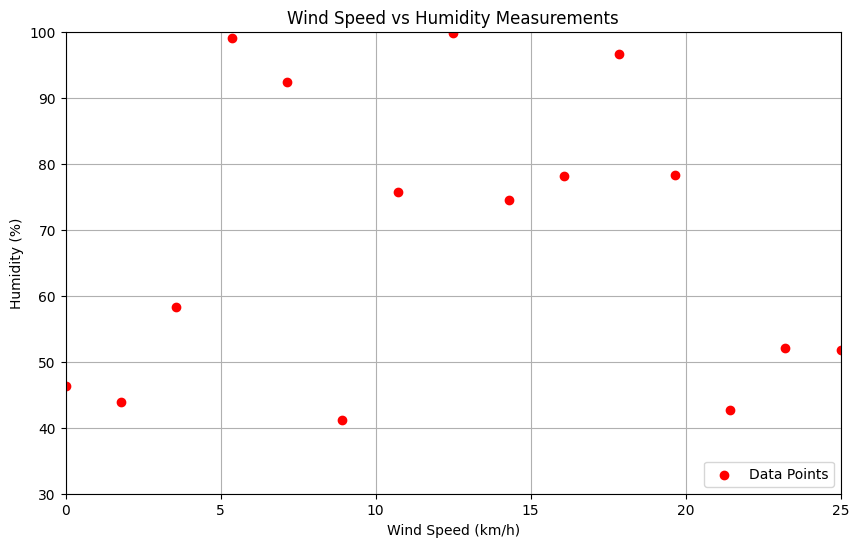 Wind Speed vs Humidity Measurements
100
90
80
70
60
50
40
30
Humidity (%)
Data Points
0 5 10 15 20 25
Wind Speed (km/h)